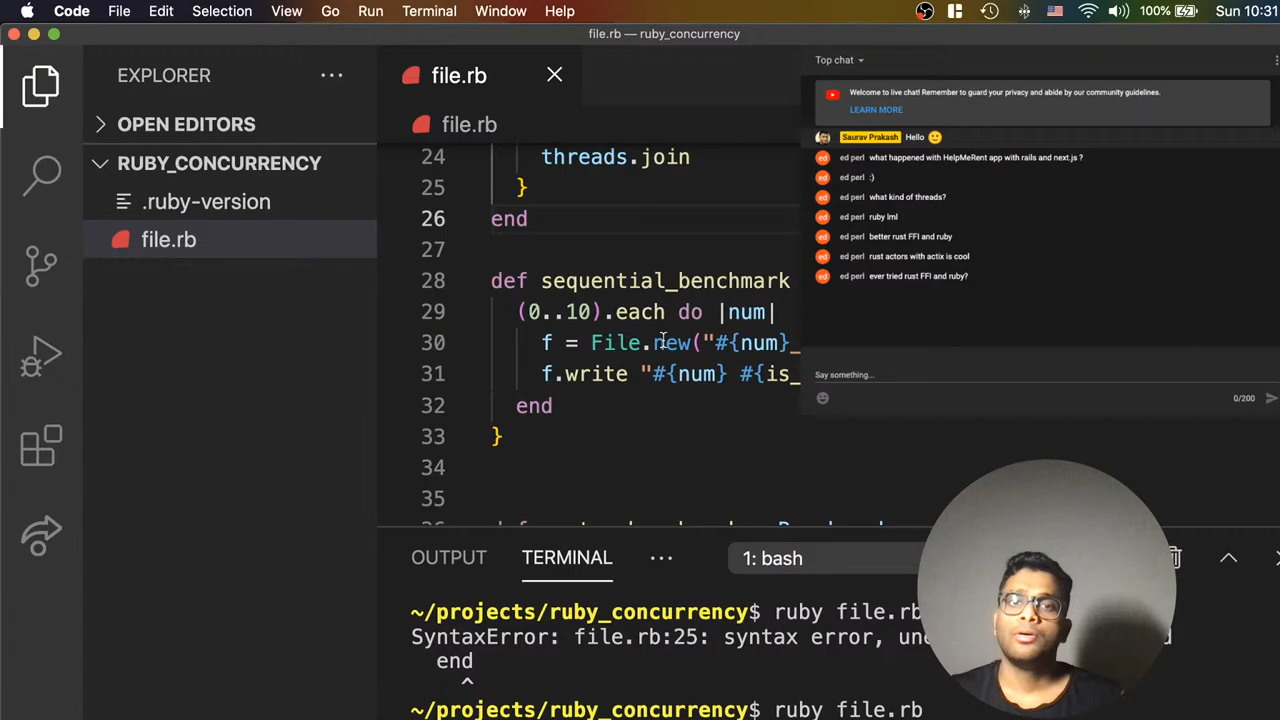 Code File Edit Selection View Go Run Terminal Window Help 100% Sun 10:31
file.rb — ruby_concurrency
EXPLORER
OPEN EDITORS
RUBY_CONCURRENCY
.ruby-version
file.rb
file.rb
file.rb
24 threads.join
25 }
26 end
27
28 def sequential_benchmark
29 (0..10).each do |num|
30 f = File.new("#{num}_
31 f.write "#{num} #{is_
32 end
33 }
34
35
Top chat
Welcome to live chat! Remember to guard your privacy and abide by our community guidelines.
LEARN MORE
Saurav Prakash Hello 🙂
ed perl what happened with HelpMeRent app with rails and next.js ?
ed perl :)
ed perl what kind of threads?
ed perl ruby lml
ed perl better rust FFI and ruby
ed perl rust actors with actix is cool
ed perl ever tried rust FFI and ruby?
Say something...
0/200
OUTPUT TERMINAL ··· 1: bash
~/projects/ruby_concurrency$ ruby file.rb
SyntaxError: file.rb:25: syntax error,
end
^
~/projects/ruby_concurrency$ ruby file.rb